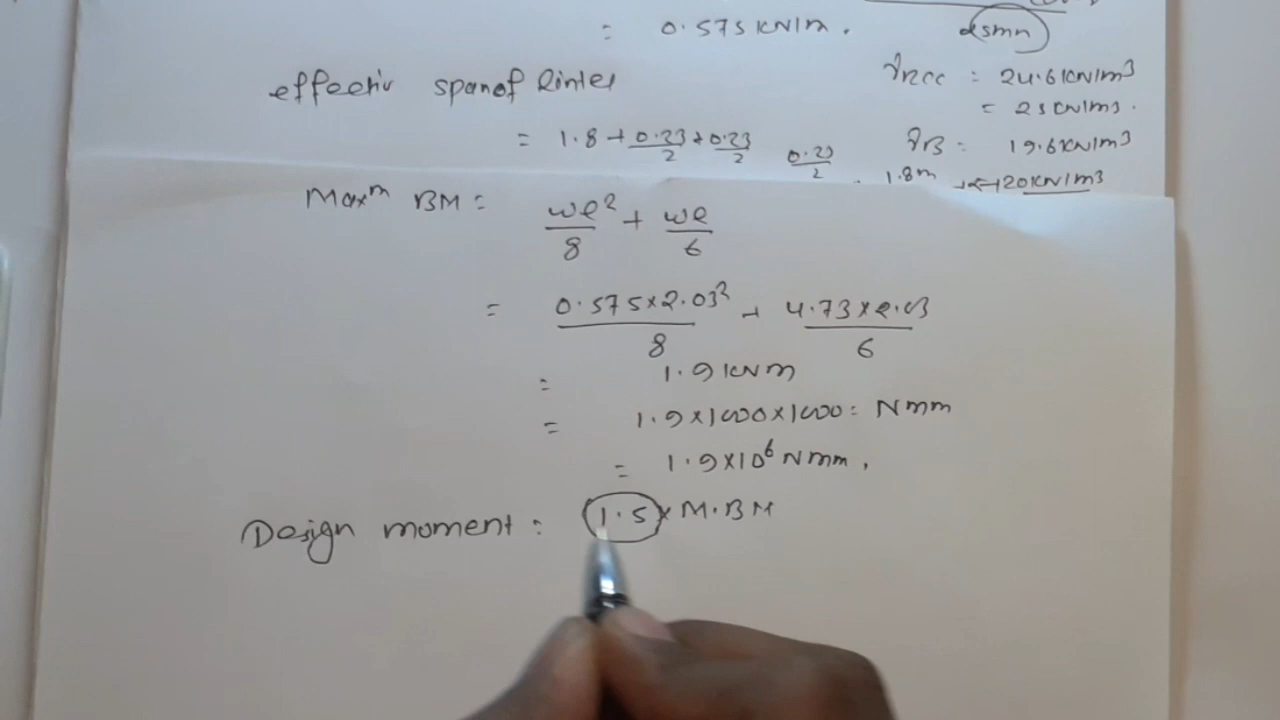 = 0.575 KN/m.
effectiv span of linter
γRCC = 24.6 KN/m3
= 25 KN/m3.
= 1.8 + 0.23/2 + 0.23/2
0.23/2
γB = 19.6 KN/m3
1.8m
20 KN/m3
Maxᵐ BM = wl²/8 + wl/6
= 0.575×2.03²/8 + 4.73×2.03/6
= 1.9 KNm
= 1.9×1000×1000 = Nmm
= 1.9×10⁶ Nmm.
Design moment = 1.5 × M.BM